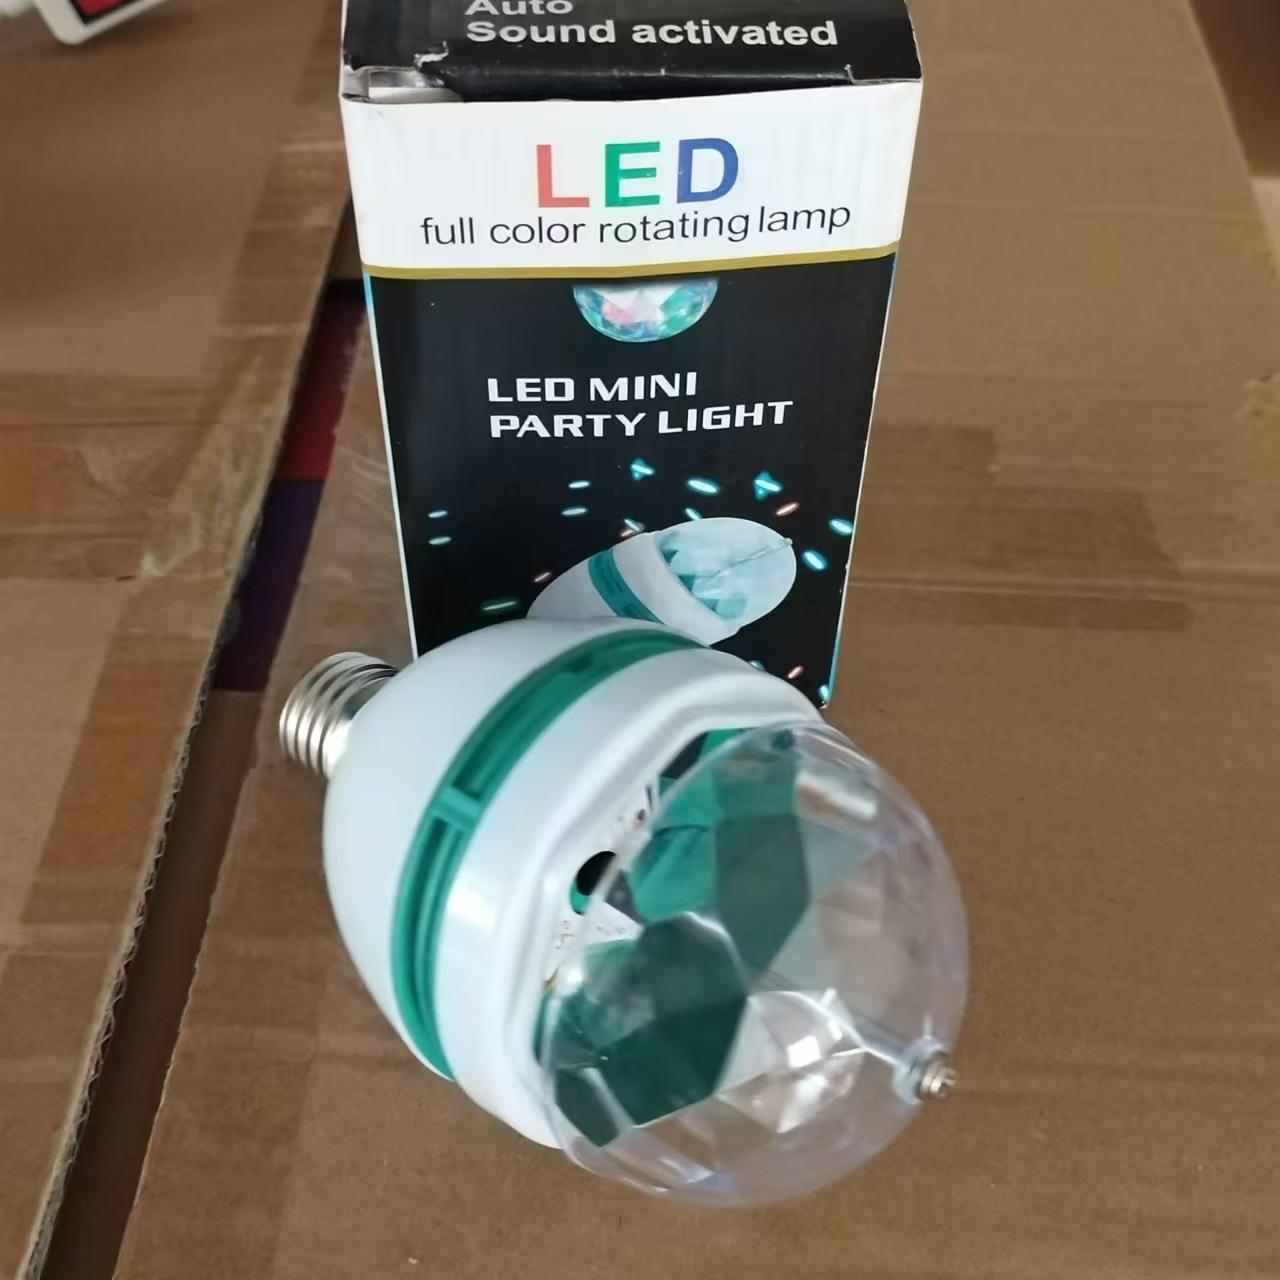 Auto
Sound activated
LED
full color rotating lamp
LED MINI
PARTY LIGHT